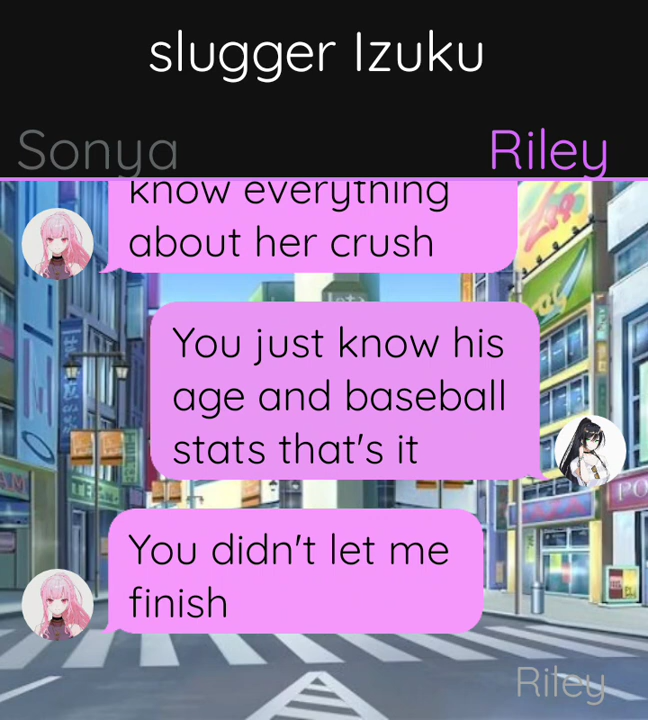 slugger Izuku
Sonya
Riley
know everything
about her crush
You just know his
age and baseball
stats that's it
You didn't let me
finish
Riley